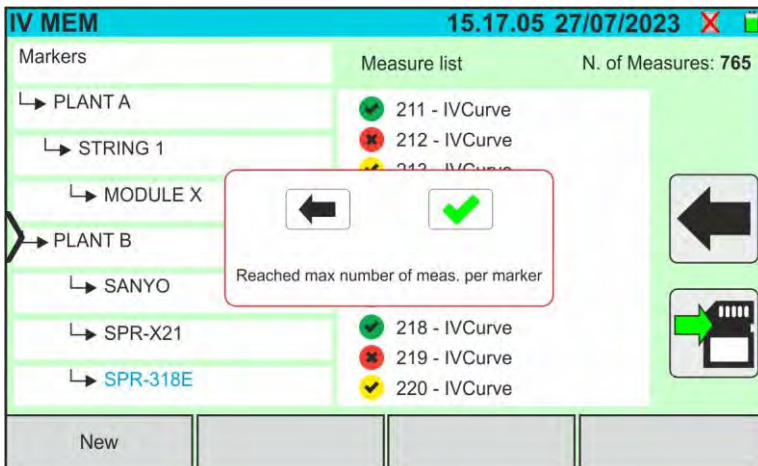 IV MEM 15.17.05 27/07/2023
Markers Measure list N. of Measures: 765
PLANT A
STRING 1
MODULE X
PLANT B
SANYO
SPR-X21
SPR-318E
211 - IVCurve
212 - IVCurve
213 - IVCurve
Reached max number of meas. per marker
218 - IVCurve
219 - IVCurve
220 - IVCurve
New